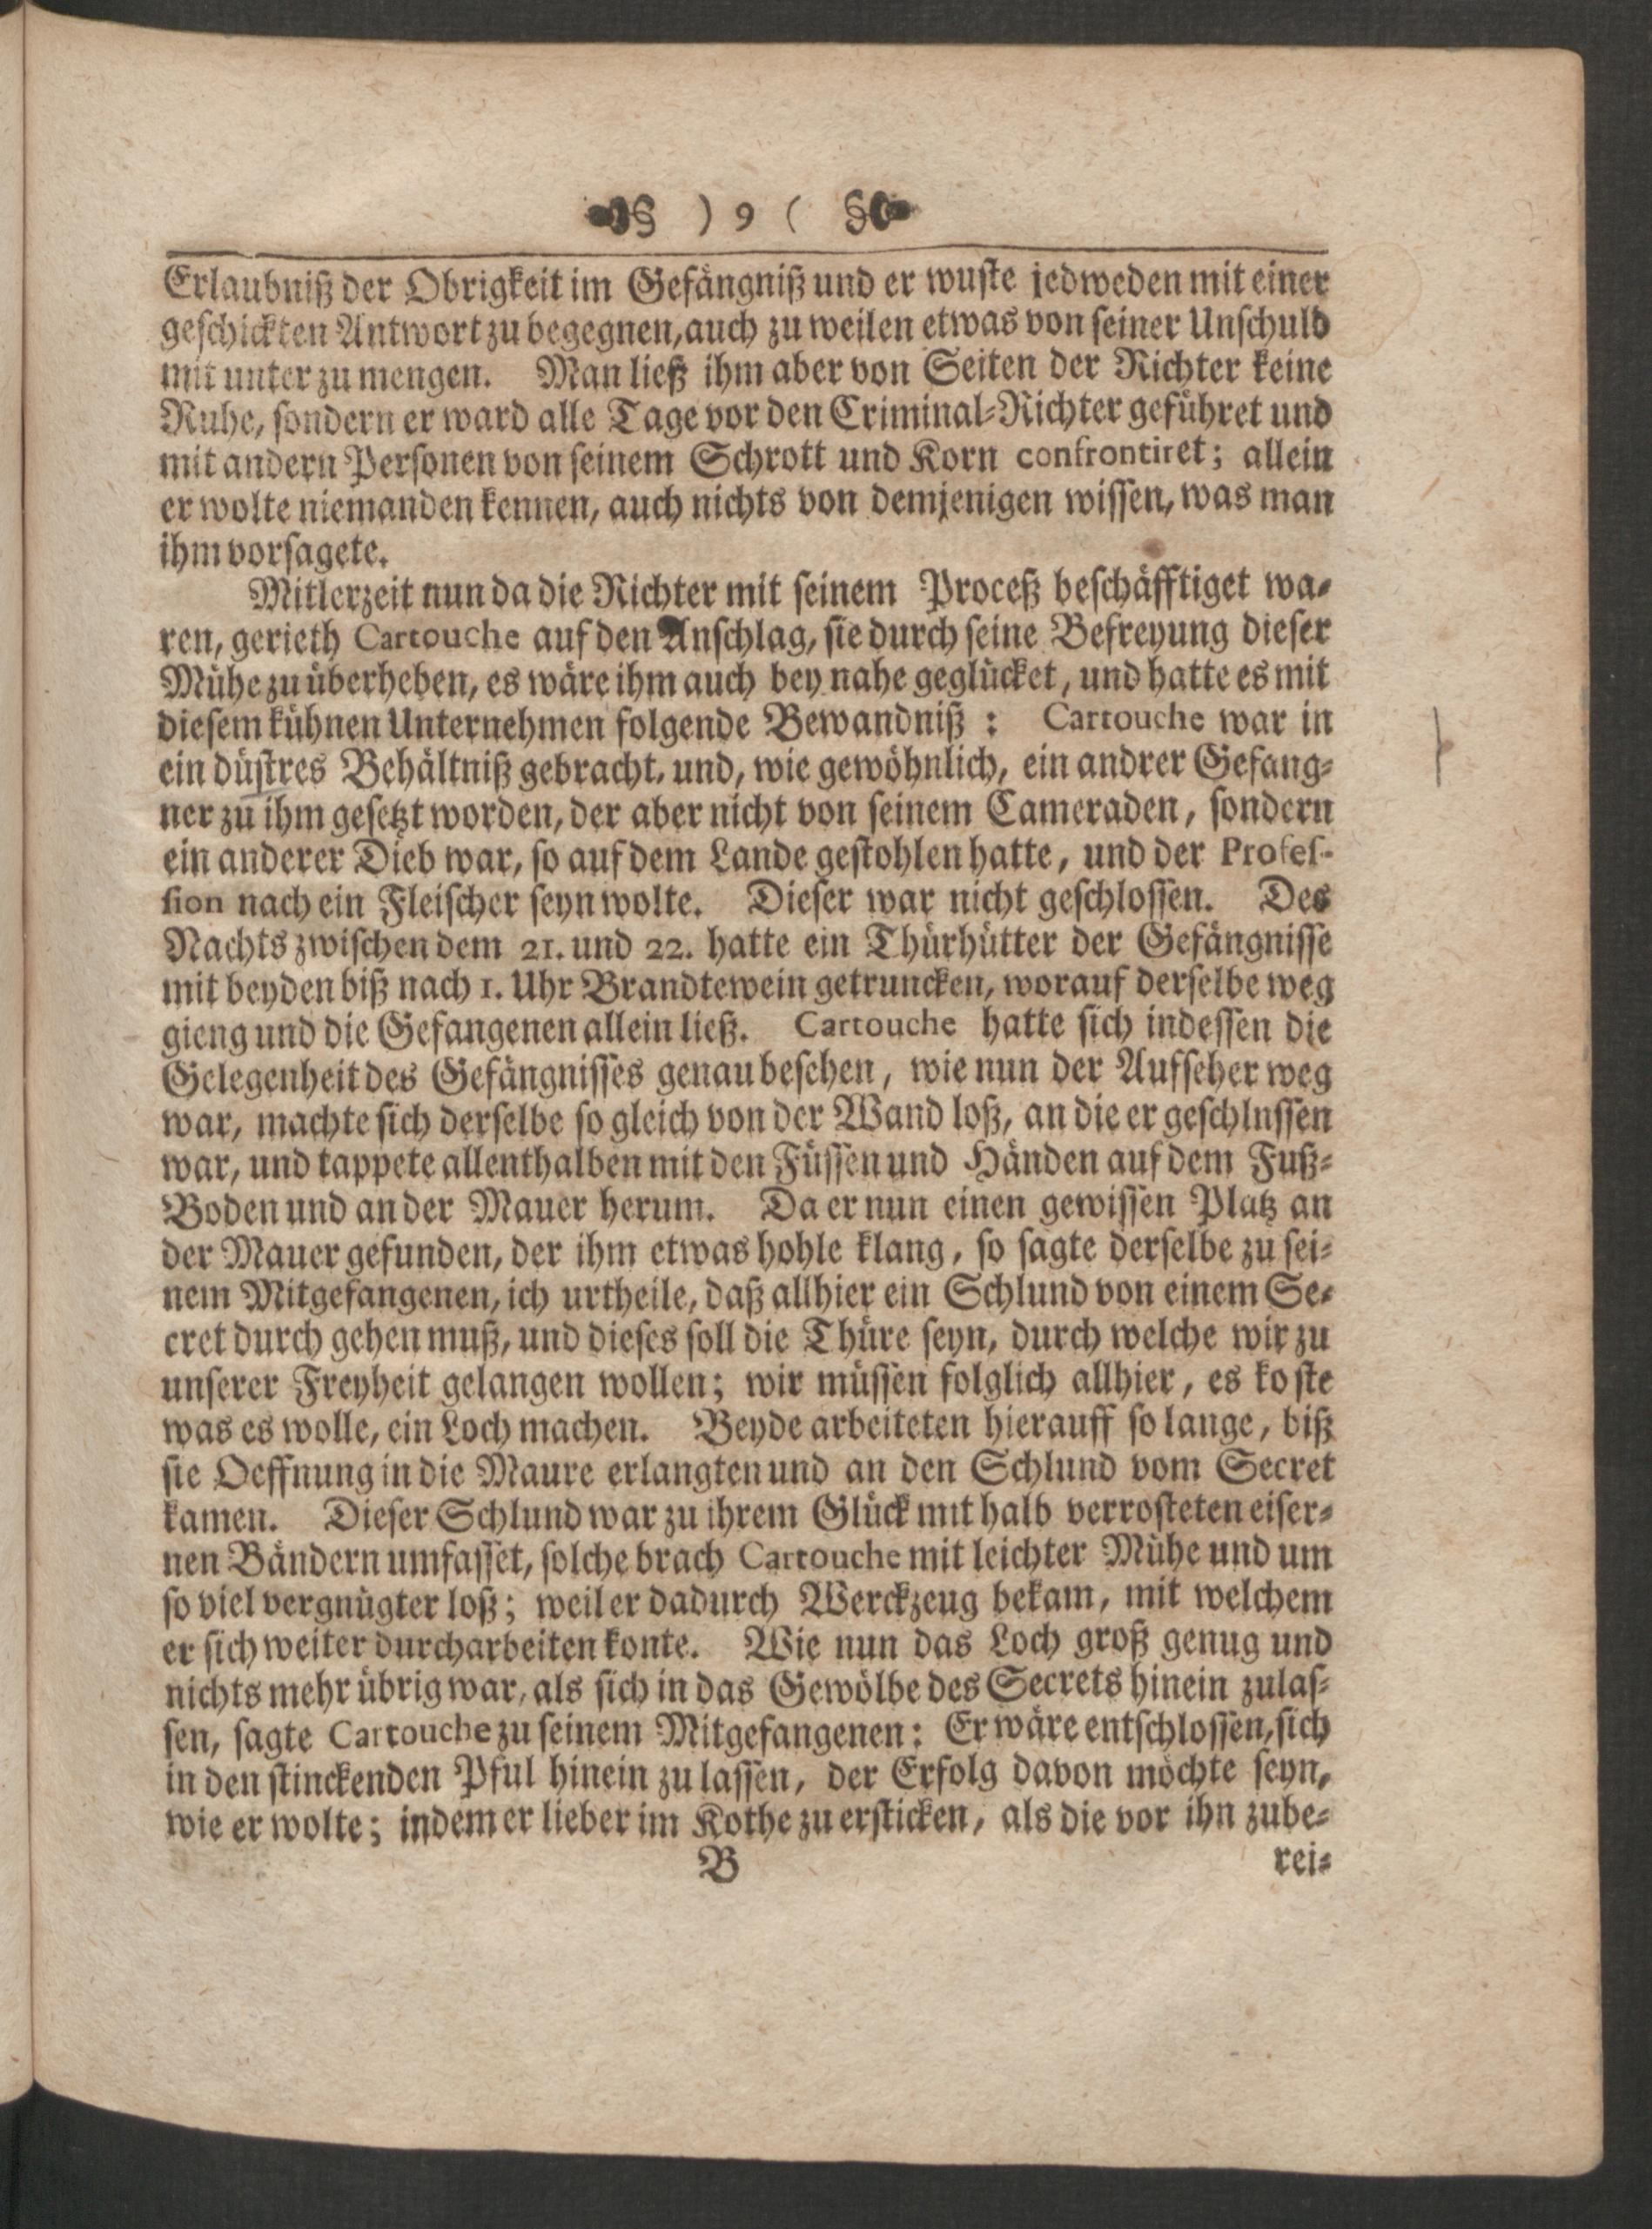 ) 9 (
Erlaubniß der Obrigkeit im Gefängniß und er wuste jedweden mit einer
geschickten Antwort zu begegnen, auch zu weilen etwas von seiner Unschuld
mit unter zu mengen. Man ließ ihm aber von Seiten der Richter keine
Ruhe, sondern er ward alle Tage vor den Criminal-Richter geführet und
mit andern Personen von seinem Schrott und Korn confrontiret; allein
er wolte niemanden kennen, auch nichts von demjenigen wissen, was man
ihm vorsagete.
Mitlerzeit nun da die Richter mit seinem Proceß beschäfftiget wa-
ren, gerieth Cartouche auf den Anschlag, sie durch seine Befreyung dieser
Mühe zu überheben, es wäre ihm auch bey nahe geglücket, und hatte es mit
diesem kühnen Unternehmen folgende Bewandniß: Cartouche war in
ein düstres Behältniß gebracht, und, wie gewöhnlich, ein andrer Gefang-
ner zu ihm gesetzt worden, der aber nicht von seinem Cameraden, sondern
ein anderer Dieb war, so auf dem Lande gestohlen hatte, und der Profes-
sion nach ein Fleischer seyn wolte. Dieser war nicht geschlossen. Des
Nachts zwischen dem 21. und 22. hatte ein Thürhütter der Gefängnisse
mit beyden biß nach 1. Uhr Brandtewein getruncken, worauf derselbe weg
gieng und die Gefangenen allein ließ. Cartouche hatte sich indessen die
Gelegenheit des Gefängnisses genau besehen, wie nun der Aufseher weg
war, machte sich derselbe so gleich von der Wand loß, an die er geschlnssen
war, und tappete allenthalben mit den Füssen und Händen auf dem Fuß-
Boden und an der Mauer herum. Da er nun einen gewissen Platz an
der Mauer gefunden, der ihm etwas hohle klang, so sagte derselbe zu sei-
nem Mitgefangenen, ich urtheile, daß allhier ein Schlund von einem Se-
cret durch gehen muß, und dieses soll die Thüre seyn, durch welche wir zu
unserer Freyheit gelangen wollen; wir müssen folglich allhier, es koste
was es wolle, ein Loch machen. Beyde arbeiteten hierauff so lange, biß
sie Oeffnung in die Maure erlangten und an den Schlund vom Secret
kamen. Dieser Schlund war zu ihrem Glück mit halb verrosteten eiser-
nen Bändern umfasset, solche brach Cartouche mit leichter Mühe und um
so viel vergnügter loß; weil er dadurch Werckzeug bekam, mit welchem
er sich weiter durcharbeiten konte. Wie nun das Loch groß genug und
nichts mehr übrig war, als sich in das Gewölbe des Secrets hinein zulas-
sen, sagte Cartouche zu seinem Mitgefangenen: Er wäre entschlossen, sich
in den stinckenden Pful hinein zu lassen, der Erfolg davon möchte seyn,
wie er wolte; indem er lieber im Kothe zu ersticken, als die vor ihn zube-
B rei-